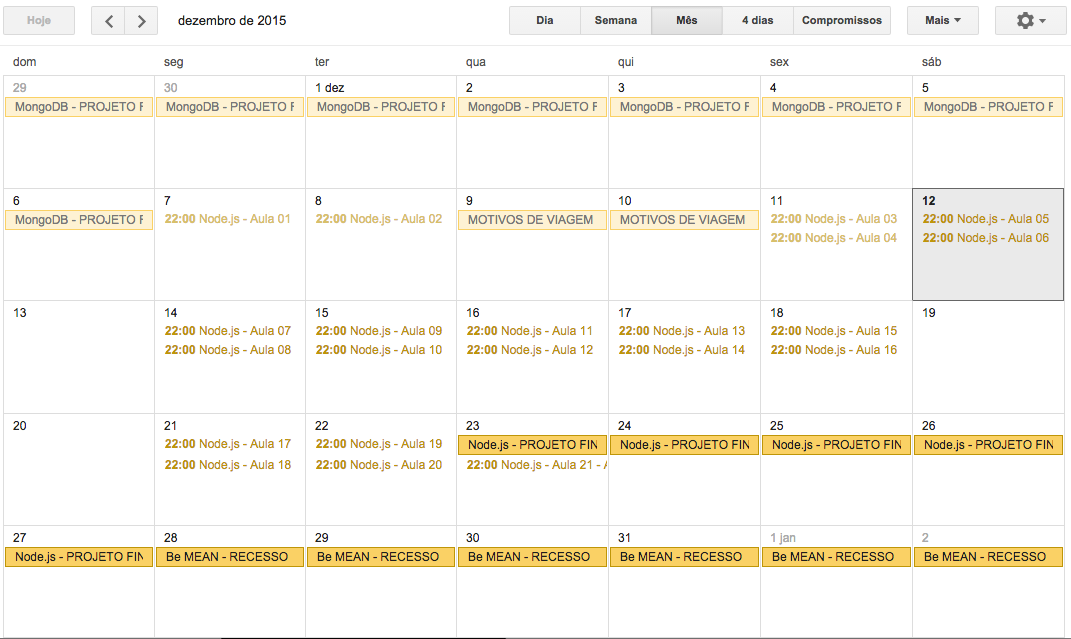 Hoje dezembro de 2015 Dia Semana Mês 4 dias Compromissos Mais
dom seg ter qua qui sex sáb
29 30 1 dez 2 3 4 5
MongoDB - PROJETO F MongoDB - PROJETO F MongoDB - PROJETO F MongoDB - PROJETO F MongoDB - PROJETO F MongoDB - PROJETO F MongoDB - PROJETO F
6 7 8 9 10 11 12
MongoDB - PROJETO F 22:00 Node.js - Aula 01 22:00 Node.js - Aula 02 MOTIVOS DE VIAGEM MOTIVOS DE VIAGEM 22:00 Node.js - Aula 03 22:00 Node.js - Aula 05
22:00 Node.js - Aula 04 22:00 Node.js - Aula 06
13 14 15 16 17 18 19
22:00 Node.js - Aula 07 22:00 Node.js - Aula 09 22:00 Node.js - Aula 11 22:00 Node.js - Aula 13 22:00 Node.js - Aula 15
22:00 Node.js - Aula 08 22:00 Node.js - Aula 10 22:00 Node.js - Aula 12 22:00 Node.js - Aula 14 22:00 Node.js - Aula 16
20 21 22 23 24 25 26
22:00 Node.js - Aula 17 22:00 Node.js - Aula 19 Node.js - PROJETO FIN Node.js - PROJETO FIN Node.js - PROJETO FIN Node.js - PROJETO FIN
22:00 Node.js - Aula 18 22:00 Node.js - Aula 20 22:00 Node.js - Aula 21 -
27 28 29 30 31 1 jan 2
Node.js - PROJETO FIN Be MEAN - RECESSO Be MEAN - RECESSO Be MEAN - RECESSO Be MEAN - RECESSO Be MEAN - RECESSO Be MEAN - RECESSO